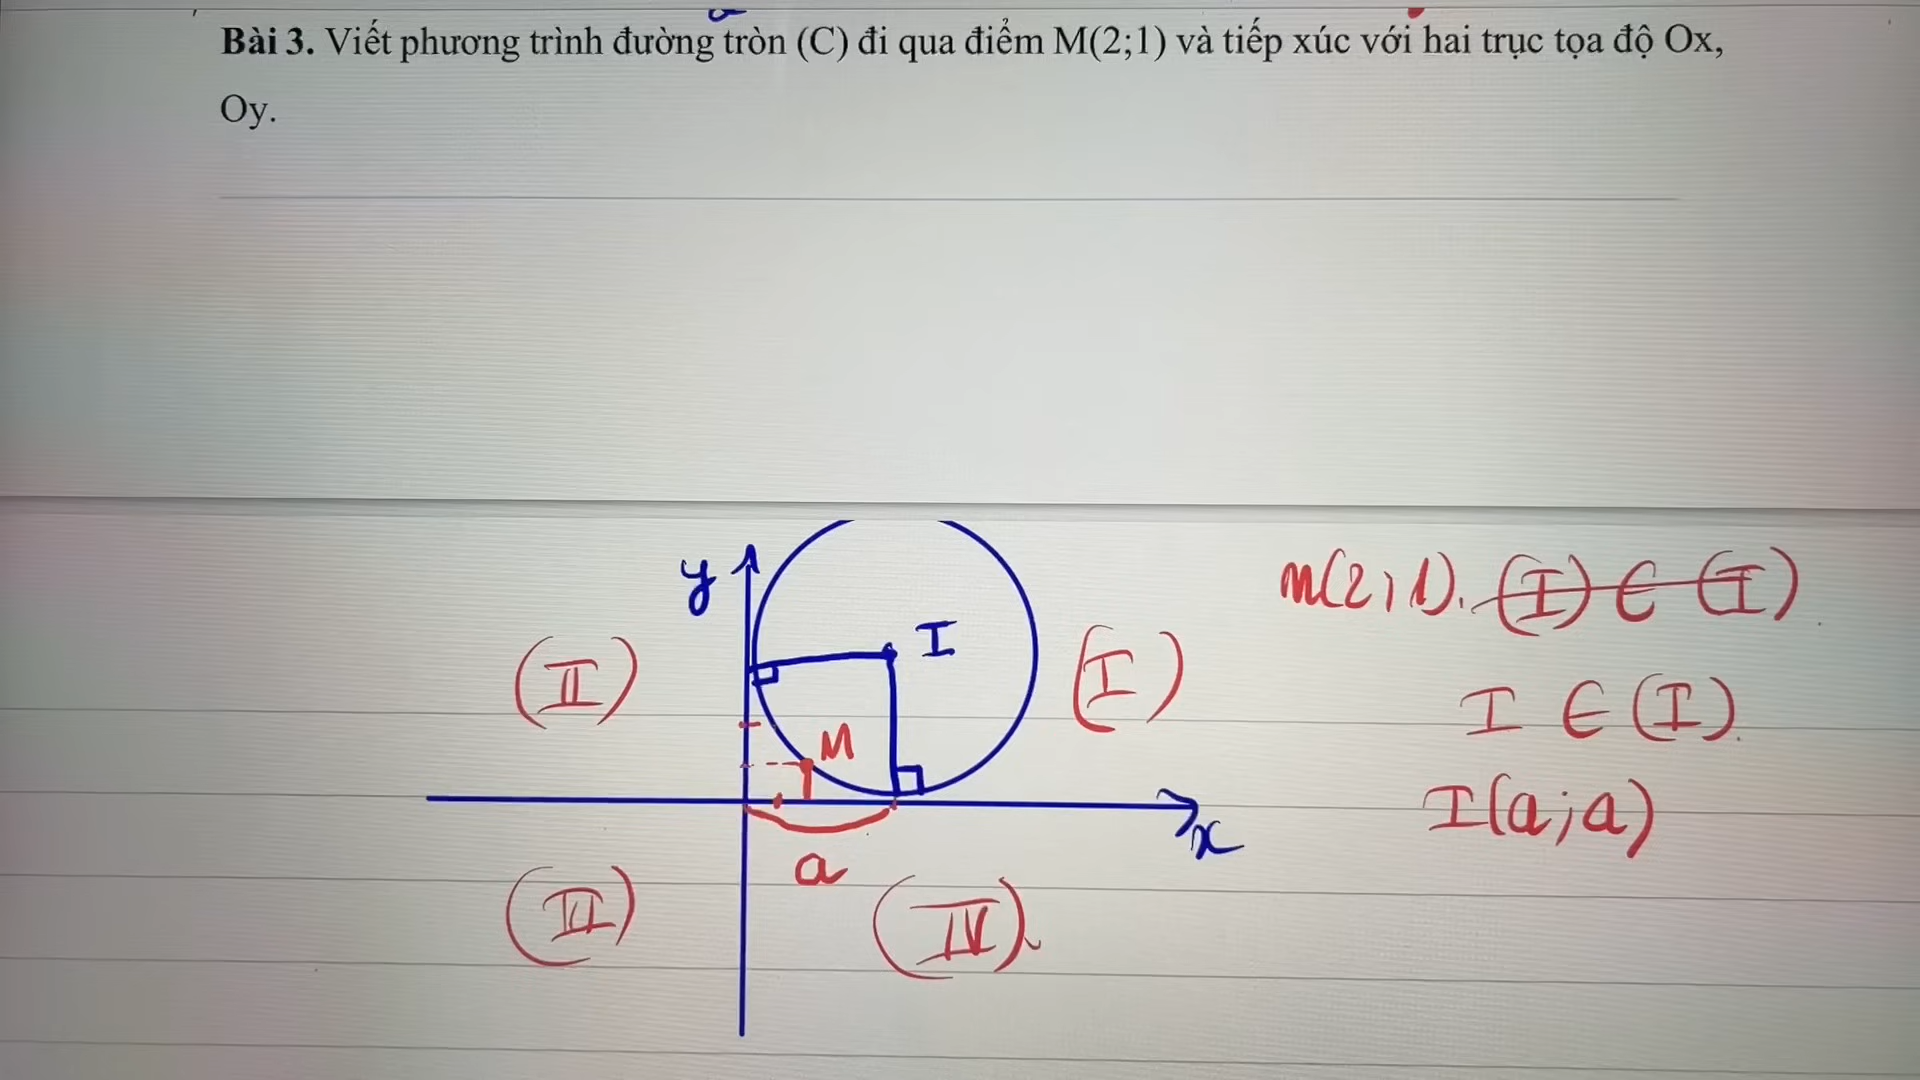 Bài 3. Viết phương trình đường tròn (C) đi qua điểm M(2;1) và tiếp xúc với hai trục tọa độ Ox,
Oy.
y
I
M(2;1). (I) ∈ (I)
(II)
(I)
I ∈ (I).
M
I(a;a)
x
a
(III)
(IV).